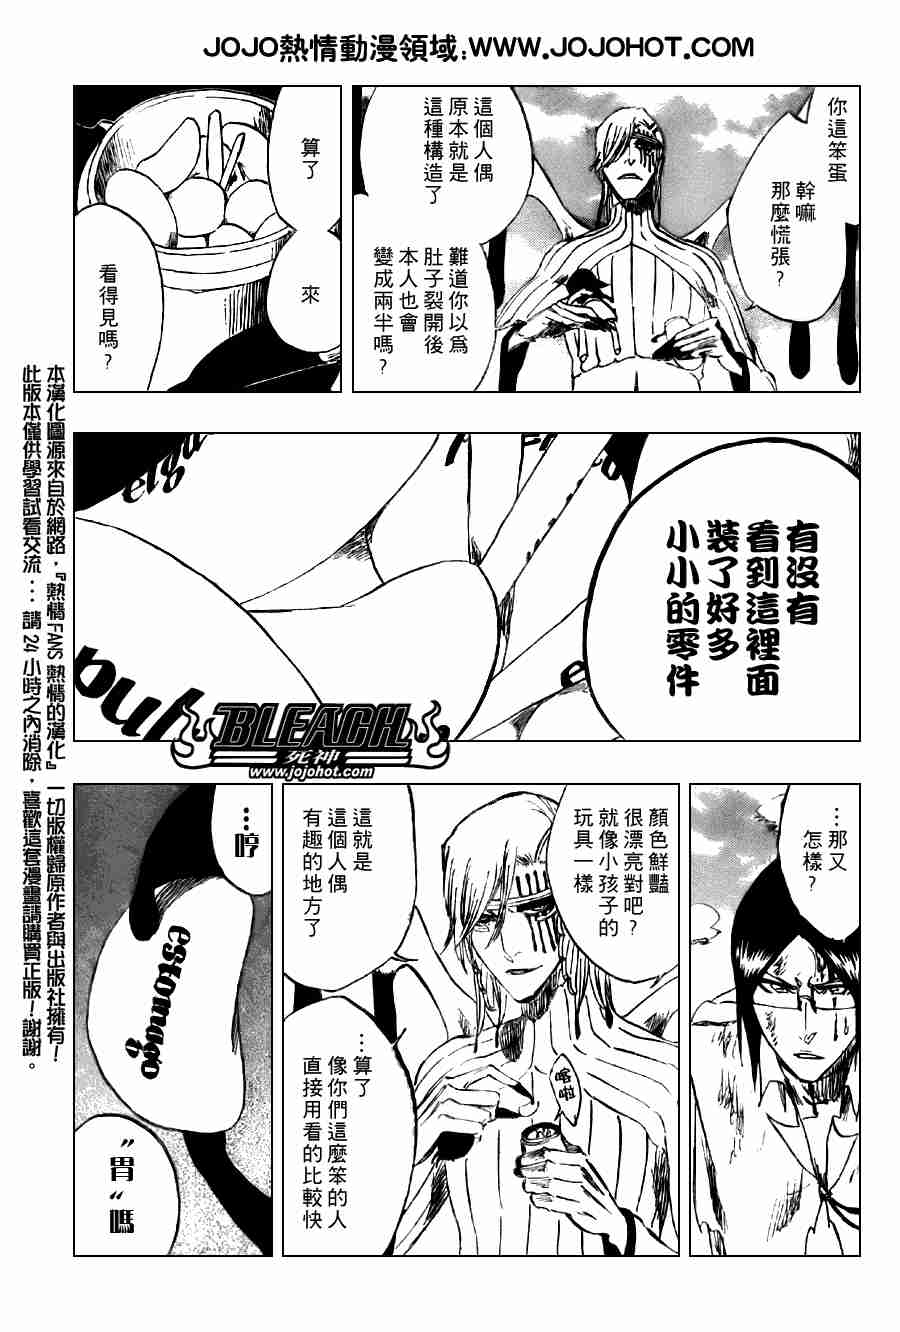 JOJO熱情動漫領域:WWW.JOJOHOT.COM
你這笨蛋
幹嘛
那麼慌張?
這個人偶
原本就是
這種構造了
難道你以爲
肚子裂開後
本人也會
變成兩半嗎?
算了
來
看得見嗎?
有沒有
看到這裡面
裝了好多
小小的零件
elga
BLEACH
死神
www.jojohot.com
…那又
怎樣?
顏色鮮豔
很漂亮對吧?
就像小孩子的
玩具一樣
這就是
這個人偶
有趣的地方了
喀啦
…算了
像你們這麼笨的人
直接用看的比較快
…哼
estomago
6
"胃"嗎
本漢化圖源來自於網路,『熱情FANS 熱情的漢化』一切版權歸原作者與出版社擁有!
此版本僅供學習試看交流...請24小時之內消除,喜歡這套漫畫請購買正版!謝謝。